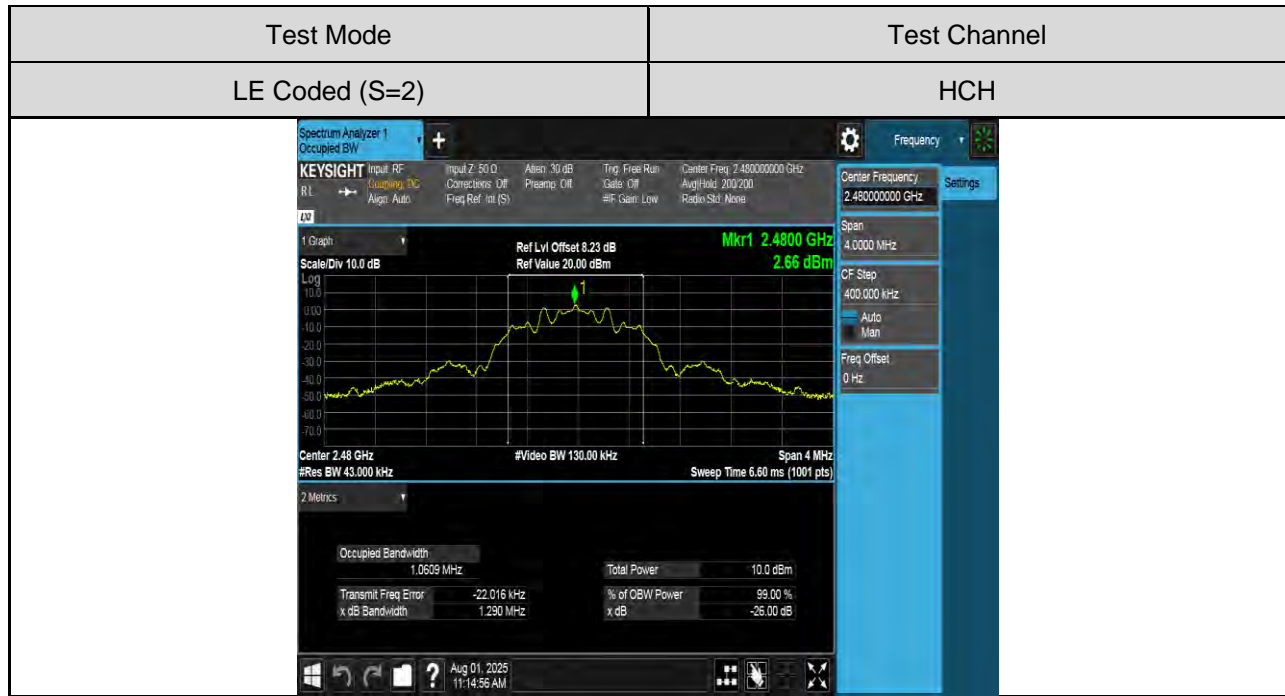 Test Mode
Test Channel
LE Coded (S=2)
HCH
Spectrum Analyzer 1
Occupied BW
+
Frequency
KEYSIGHT
Input: RF
Coupling: DC
Align: Auto
Input Z: 50 Ω
Corrections: Off
Freq Ref: Int (S)
Atten: 30 dB
Preamp: Off
Trig: Free Run
Gate: Off
#IF Gain: Low
Center Freq: 2.480000000 GHz
Avg|Hold: 200/200
Radio Std: None
RL
Center Frequency
2.480000000 GHz
Settings
Span
4.0000 MHz
CF Step
400.000 kHz
Auto
Man
Freq Offset
0 Hz
1 Graph
Scale/Div 10.0 dB
Ref Lvl Offset 8.23 dB
Ref Value 20.00 dBm
Mkr1 2.4800 GHz
2.66 dBm
Log
10.0
0.00
-10.0
-20.0
-30.0
-40.0
-50.0
-60.0
-70.0
1
Center 2.48 GHz
#Video BW 130.00 kHz
Span 4 MHz
#Res BW 43.000 kHz
Sweep Time 6.60 ms (1001 pts)
2 Metrics
Occupied Bandwidth
1.0609 MHz
Total Power 10.0 dBm
Transmit Freq Error -22.016 kHz
% of OBW Power 99.00 %
x dB Bandwidth 1.290 MHz
x dB -26.00 dB
?
Aug 01, 2025
11:14:56 AM